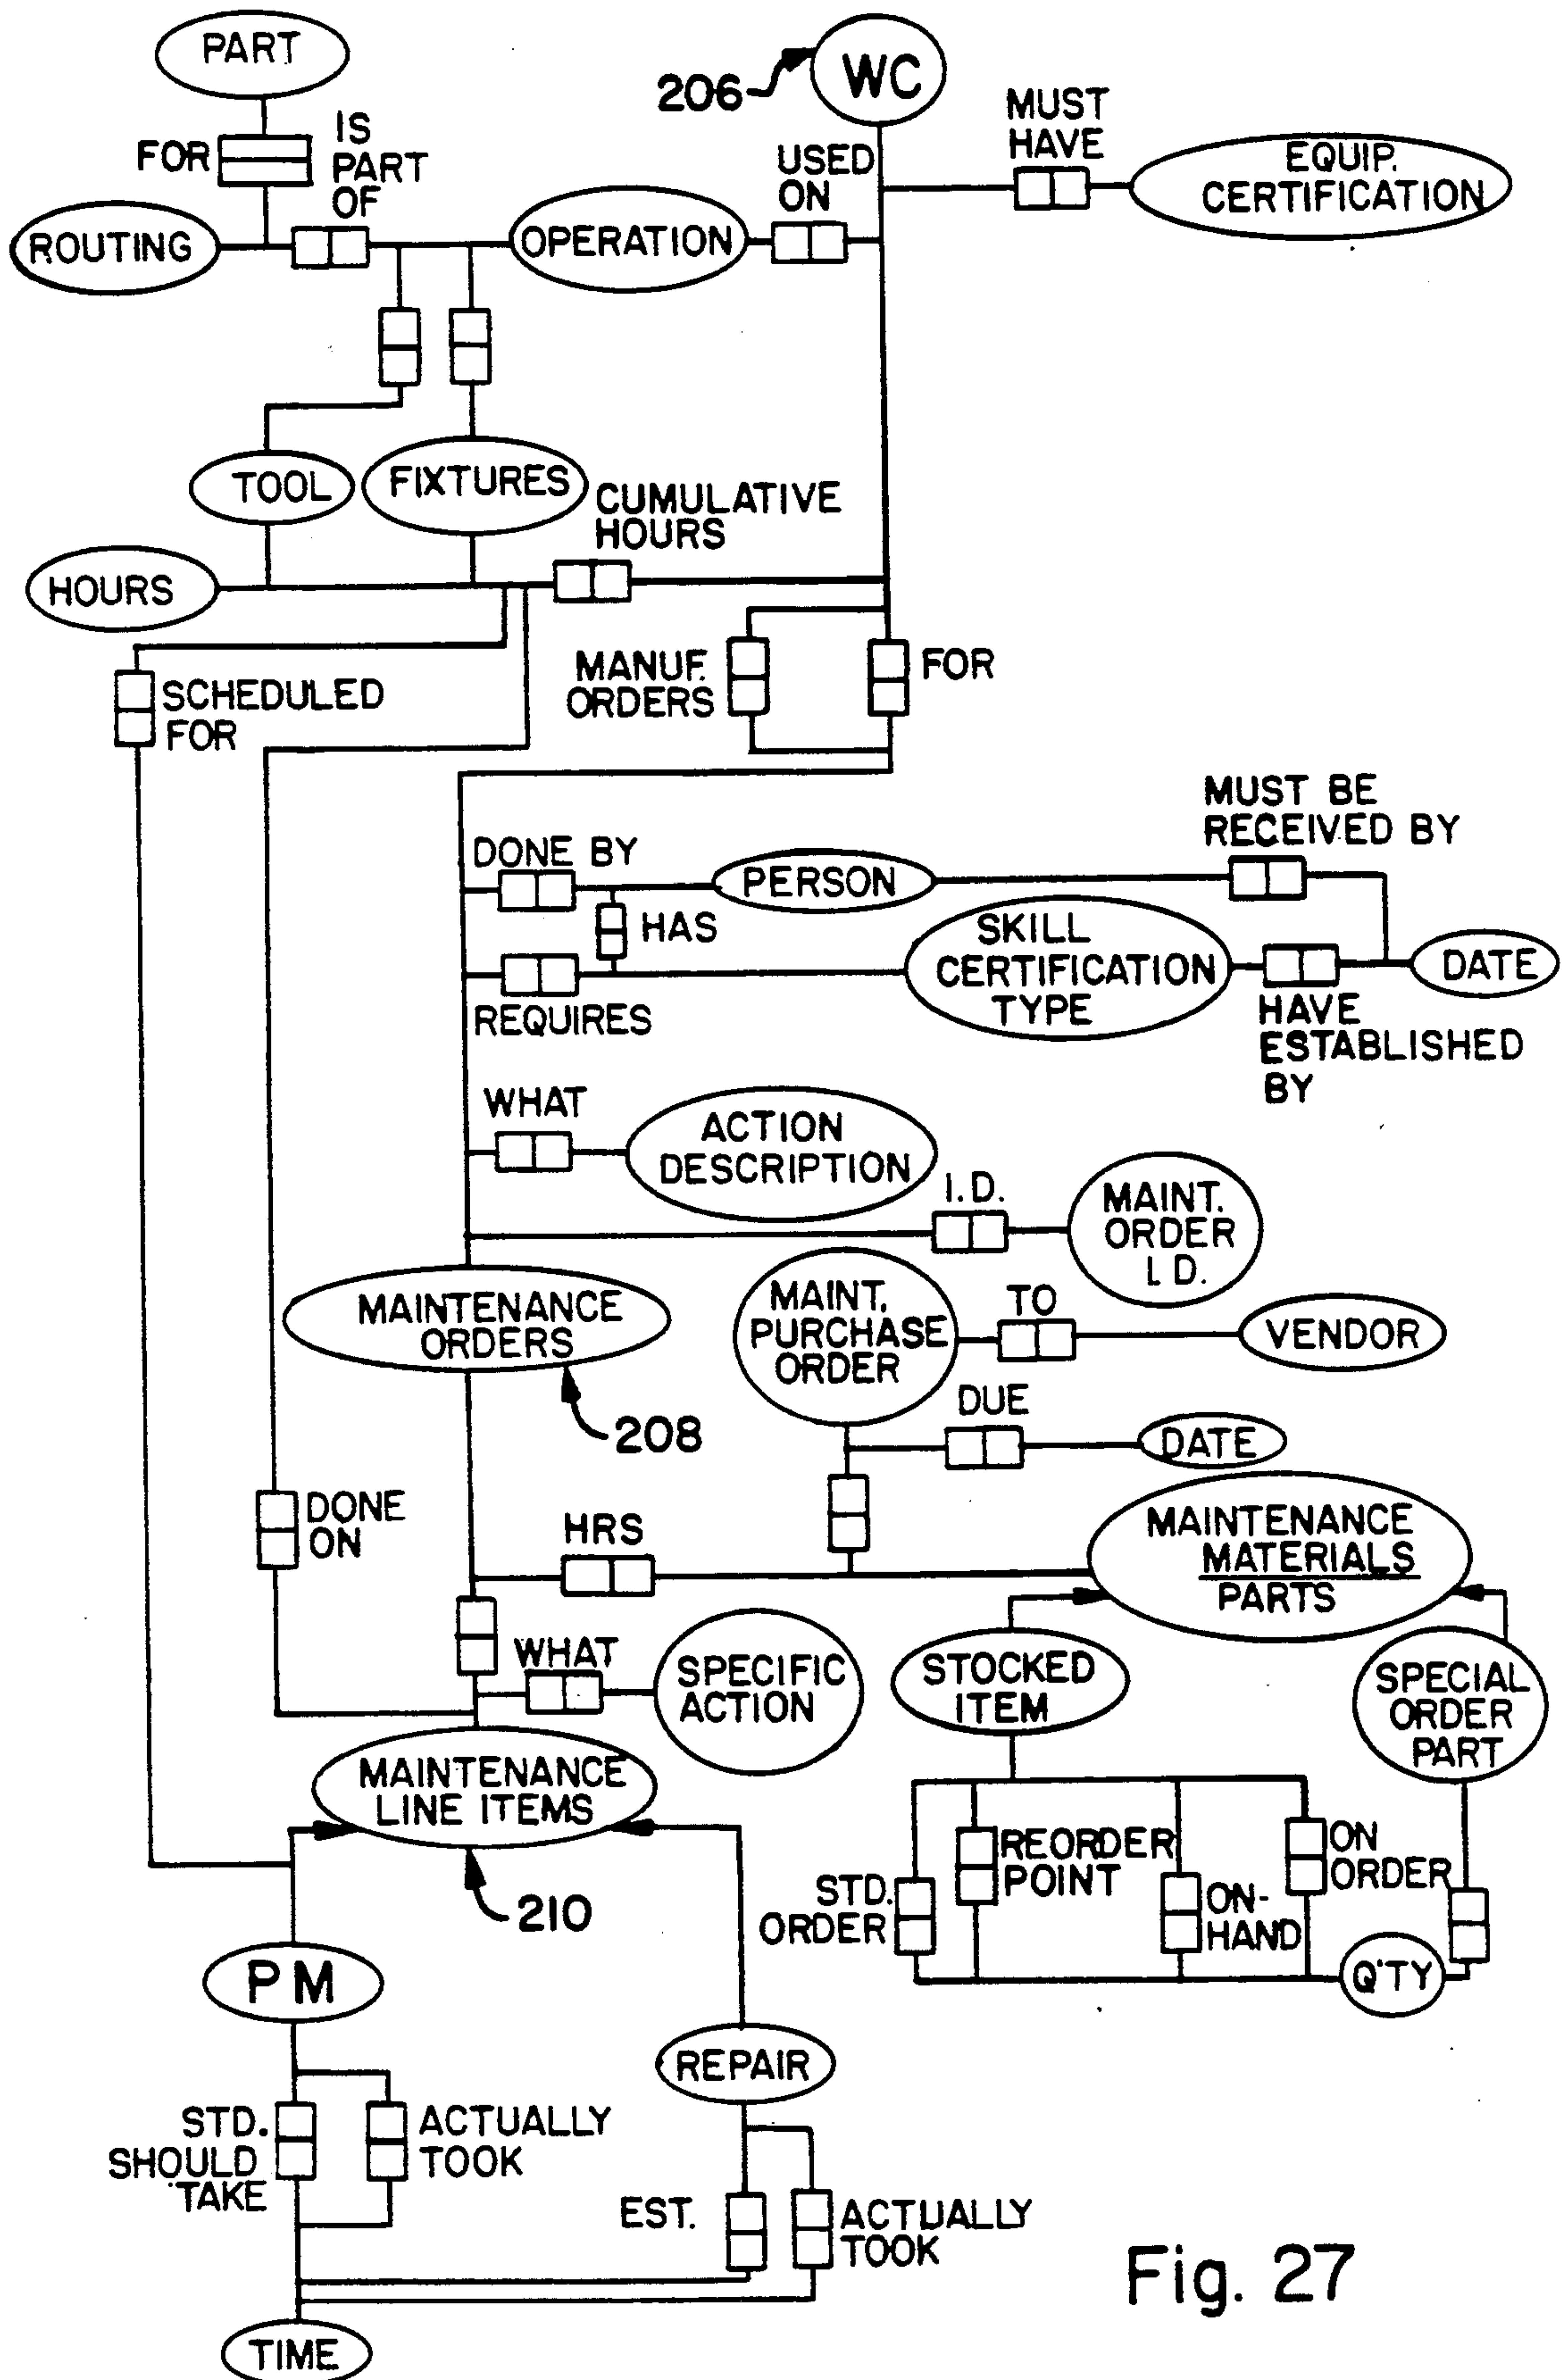 PART
206
WC
MUST
HAVE
EQUIP.
CERTIFICATION
FOR
IS
PART
OF
USED
ON
ROUTING
OPERATION
TOOL
FIXTURES
CUMULATIVE
HOURS
HOURS
SCHEDULED
FOR
MANUF.
ORDERS
FOR
MUST BE
RECEIVED BY
DONE BY
PERSON
HAS
SKILL
CERTIFICATION
TYPE
DATE
REQUIRES
HAVE
ESTABLISHED
BY
WHAT
ACTION
DESCRIPTION
I.D.
MAINT.
ORDER
I.D.
MAINTENANCE
ORDERS
208
MAINT.
PURCHASE
ORDER
TO
VENDOR
DUE
DATE
DONE
ON
HRS
MAINTENANCE
MATERIALS
PARTS
WHAT
SPECIFIC
ACTION
STOCKED
ITEM
SPECIAL
ORDER
PART
MAINTENANCE
LINE ITEMS
210
STD.
ORDER
REORDER
POINT
ON-
HAND
ON
ORDER
Q'TY
PM
REPAIR
STD.
SHOULD
TAKE
ACTUALLY
TOOK
EST.
ACTUALLY
TOOK
TIME
Fig. 27